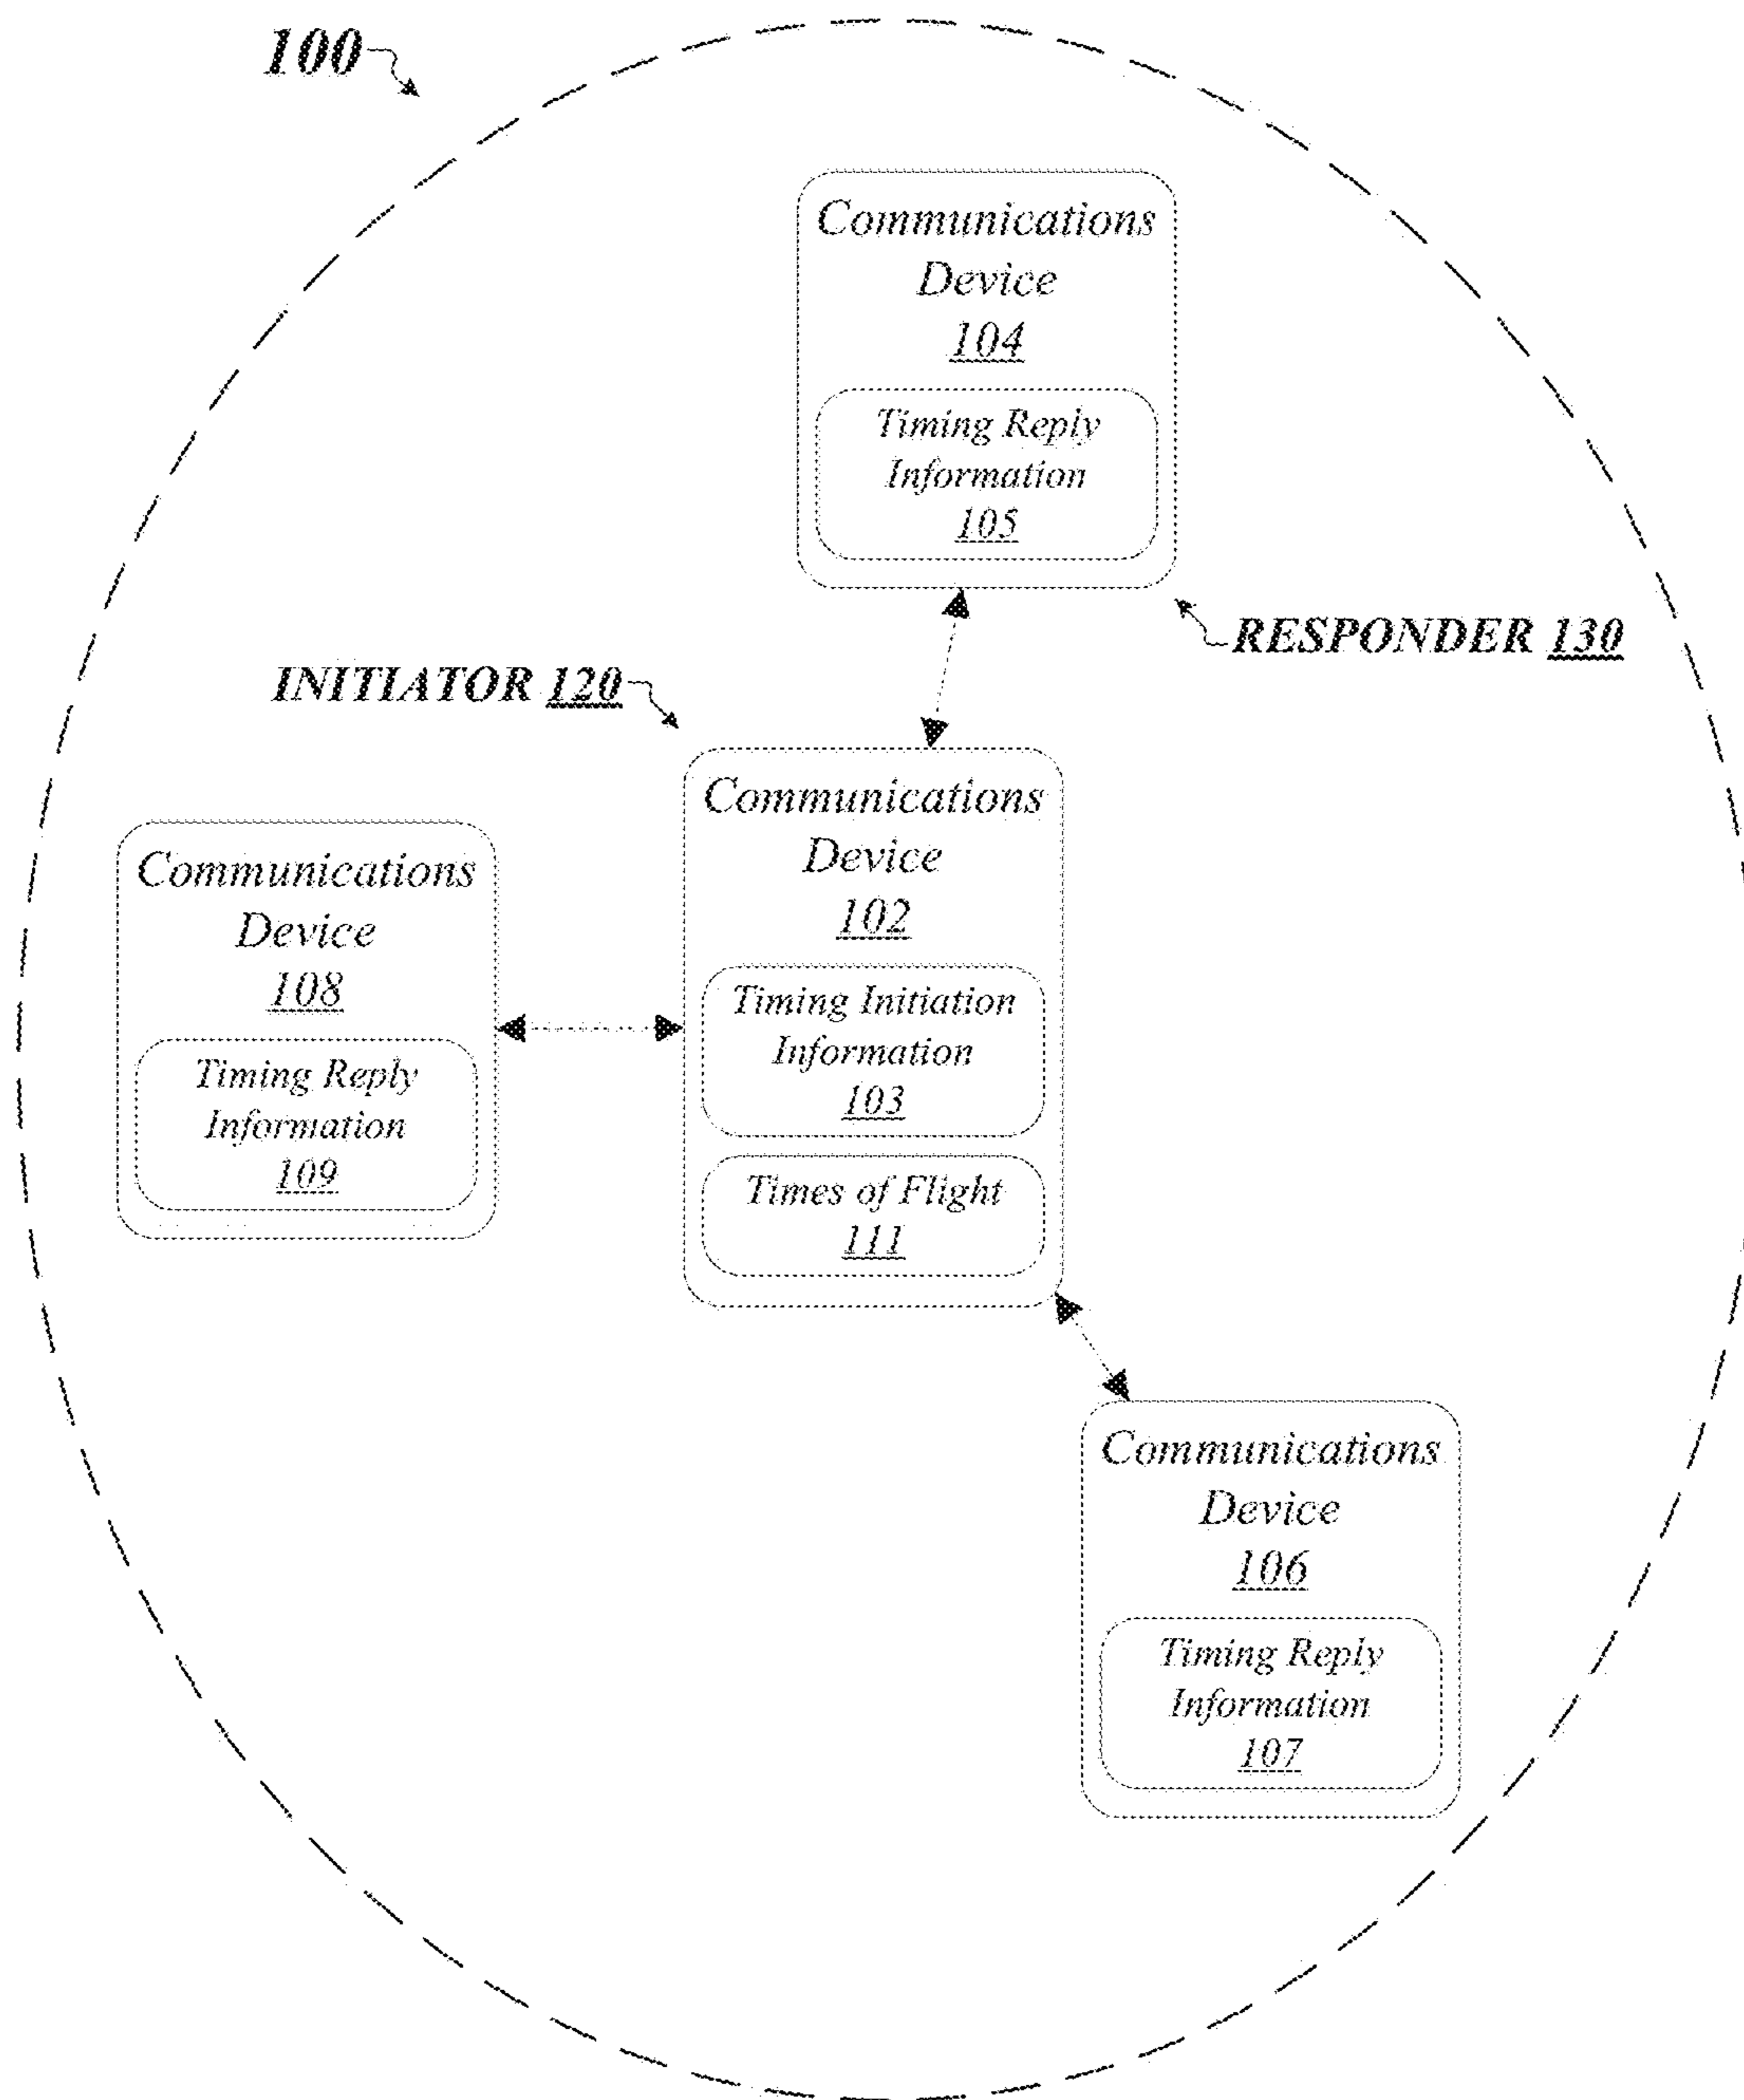 100
Communications
Device
104
Timing Reply
Information
105
RESPONDER 130
INITIATOR 120
Communications
Device
102
Timing Initiation
Information
103
Times of Flight
111
Communications
Device
108
Timing Reply
Information
109
Communications
Device
106
Timing Reply
Information
107